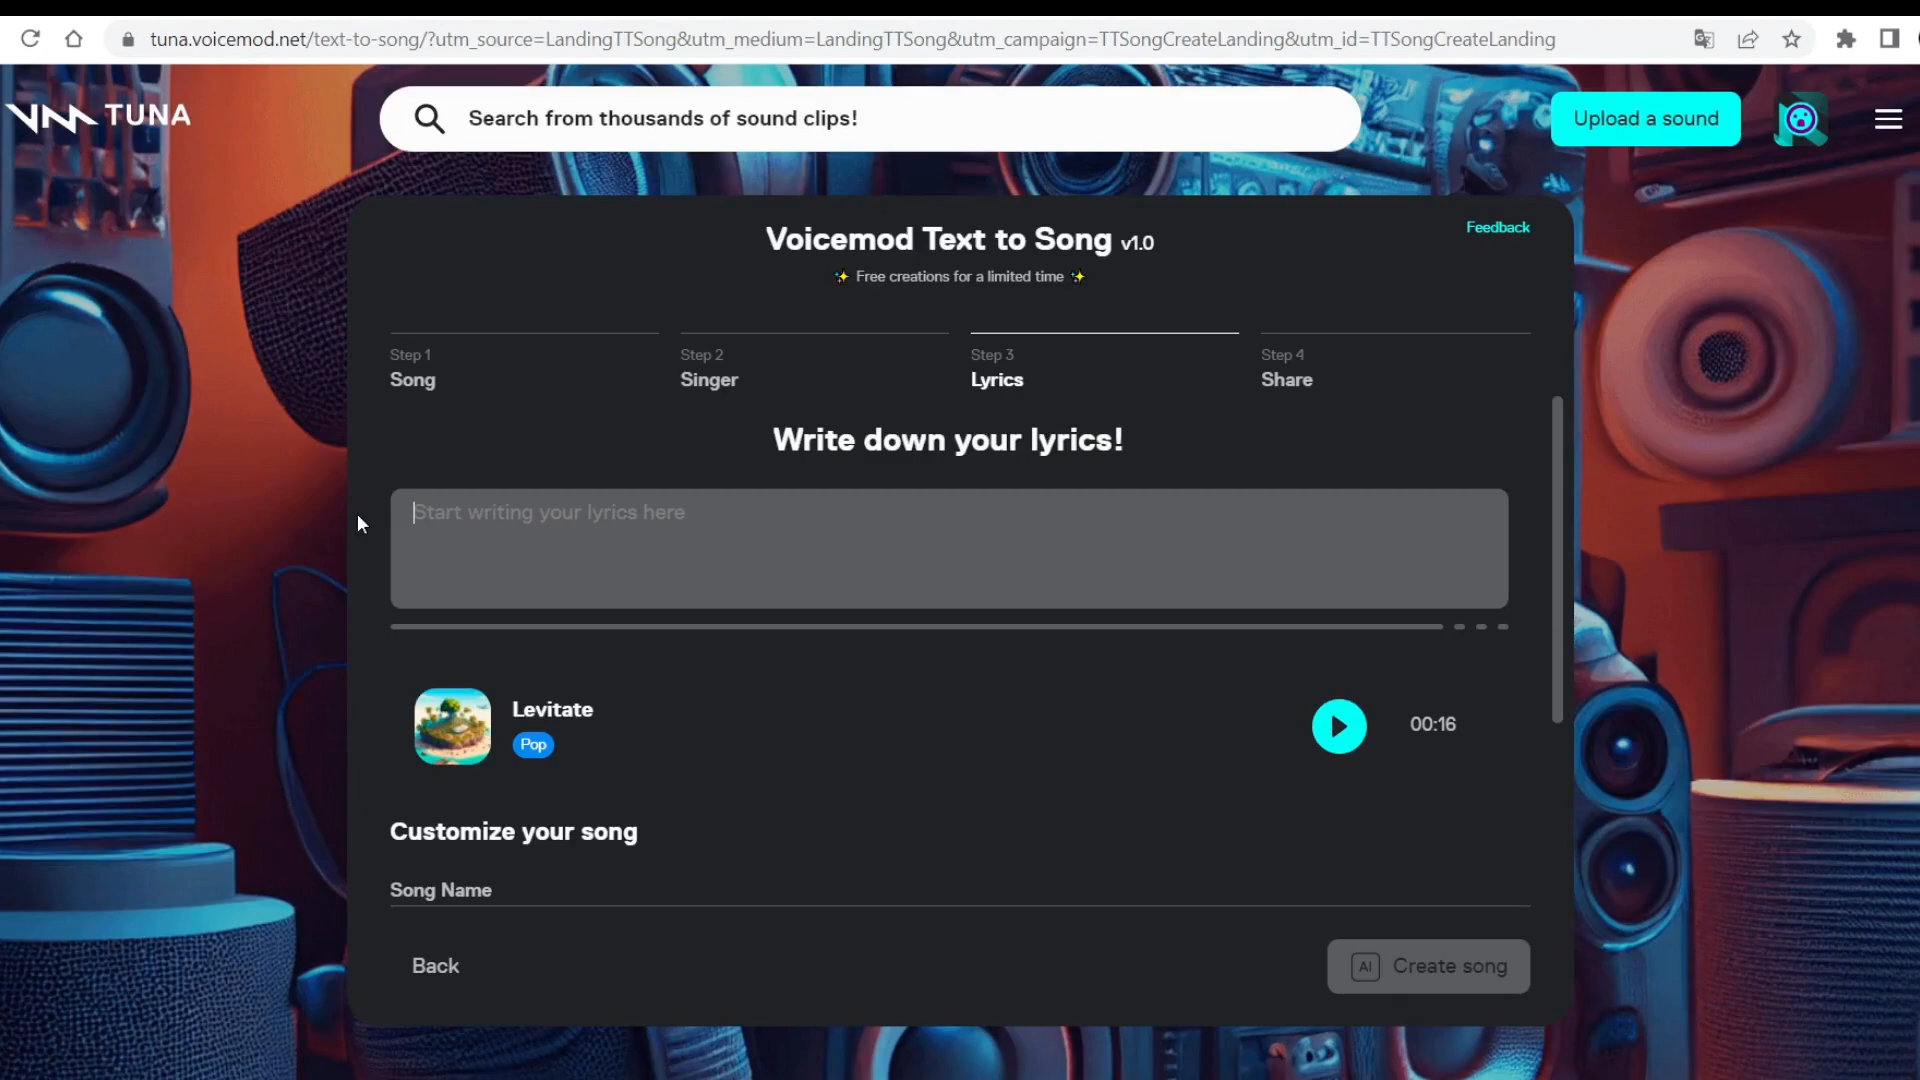 tuna.voicemod.net/text-to-song/?utm_source=LandingTTSong&utm_medium=LandingTTSong&utm_campaign=TTSongCreateLanding&utm_id=TTSongCreateLanding
TUNA
Search from thousands of sound clips!
Upload a sound
Feedback
Voicemod Text to Song v1.0
✨ Free creations for a limited time ✨
Step 1
Song
Step 2
Singer
Step 3
Lyrics
Step 4
Share
Write down your lyrics!
Start writing your lyrics here
Levitate
Pop
00:16
Customize your song
Song Name
Back
AI Create song